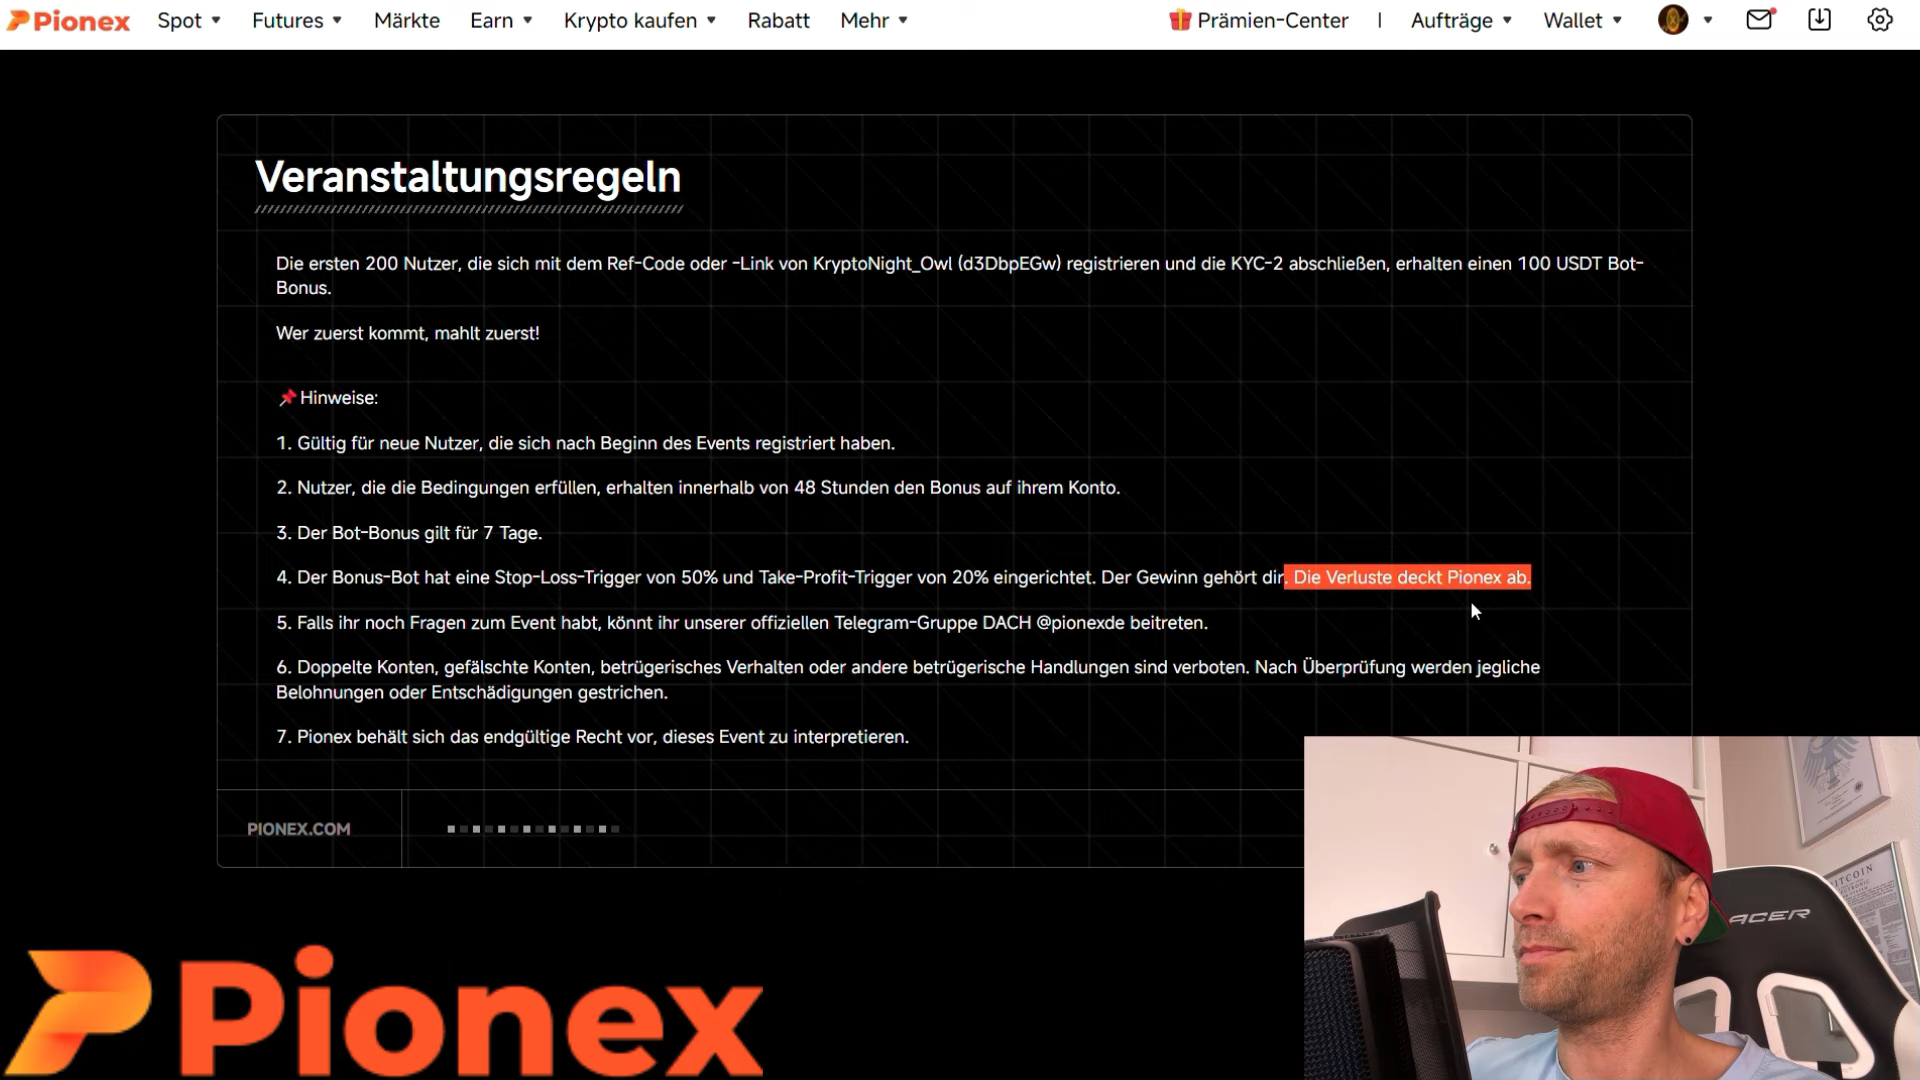 Pionex
Spot
Futures
Märkte
Earn
Krypto kaufen
Rabatt
Mehr
Prämien-Center
Aufträge
Wallet
Veranstaltungsregeln
Die ersten 200 Nutzer, die sich mit dem Ref-Code oder -Link von KryptoNight_Owl (d3DbpEGw) registrieren und die KYC-2 abschließen, erhalten einen 100 USDT Bot-
Bonus.
Wer zuerst kommt, mahlt zuerst!
Hinweise:
1. Gültig für neue Nutzer, die sich nach Beginn des Events registriert haben.
2. Nutzer, die die Bedingungen erfüllen, erhalten innerhalb von 48 Stunden den Bonus auf ihrem Konto.
3. Der Bot-Bonus gilt für 7 Tage.
4. Der Bonus-Bot hat eine Stop-Loss-Trigger von 50% und Take-Profit-Trigger von 20% eingerichtet. Der Gewinn gehört dir. Die Verluste deckt Pionex ab.
5. Falls ihr noch Fragen zum Event habt, könnt ihr unserer offiziellen Telegram-Gruppe DACH @pionexde beitreten.
6. Doppelte Konten, gefälschte Konten, betrügerisches Verhalten oder andere betrügerische Handlungen sind verboten. Nach Überprüfung werden jegliche
Belohnungen oder Entschädigungen gestrichen.
7. Pionex behält sich das endgültige Recht vor, dieses Event zu interpretieren.
PIONEX.COM
Pionex
ACER